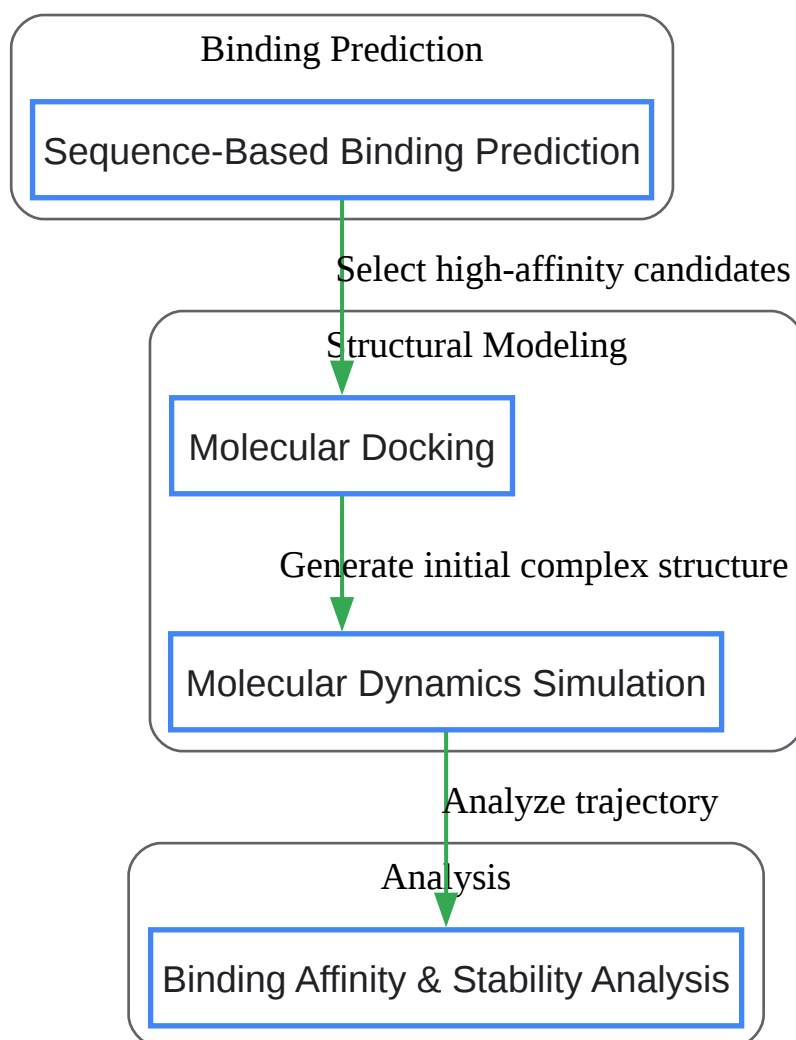 Binding Prediction
Sequence-Based Binding Prediction
Select high-affinity candidates
Structural Modeling
Molecular Docking
Generate initial complex structure
Molecular Dynamics Simulation
Analyze trajectory
Analysis
Binding Affinity & Stability Analysis